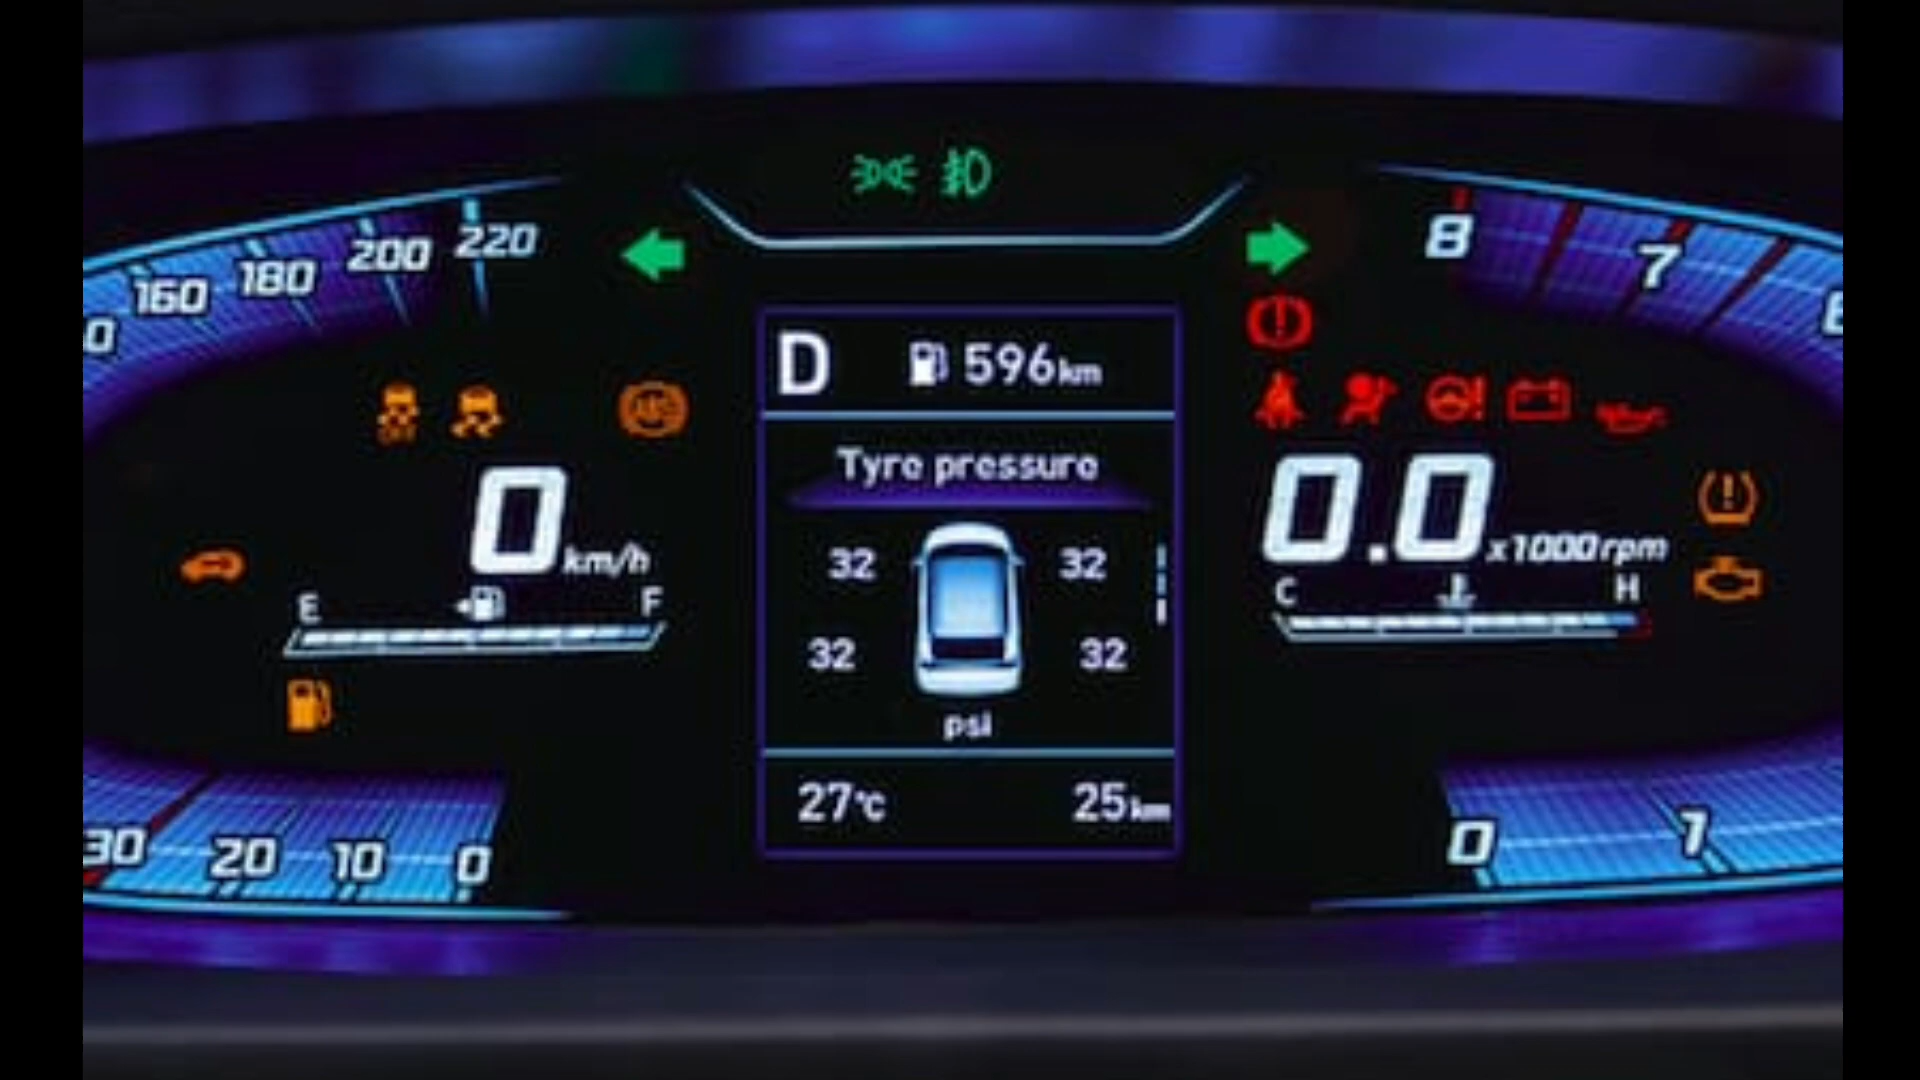 160 180 200 220
8 7
D 596km
ABS
Tyre pressure
0 km/h
0.0 x1000rpm
32 32
E F
C H
32 32
psi
27°C 25km
30 20 10 0
0 1